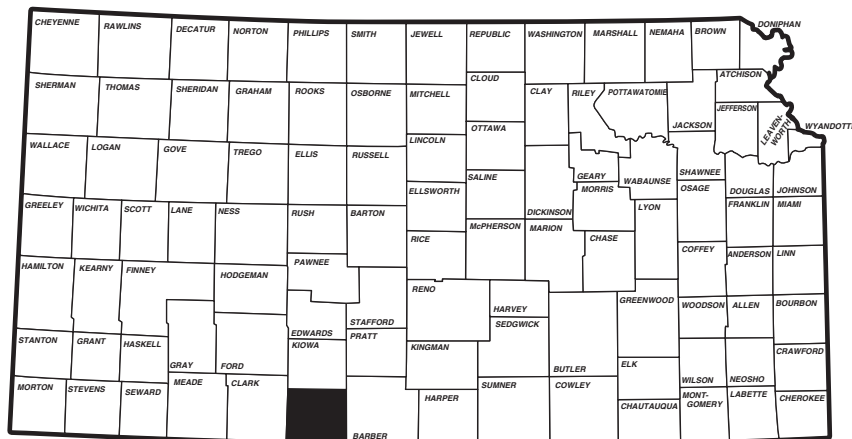 CHEYENNE
RAWLINS
DECATUR
NORTON
PHILLIPS
SMITH
JEWELL
REPUBLIC
WASHINGTON
MARSHALL
NEMAHA
BROWN
DONIPHAN
SHERMAN
THOMAS
SHERIDAN
GRAHAM
ROOKS
OSBORNE
MITCHELL
CLOUD
CLAY
RILEY
POTTAWATOMIE
JACKSON
ATCHISON
JEFFERSON
LEAVEN-
WORTH
WYANDOTT
LINCOLN
OTTAWA
WALLACE
LOGAN
GOVE
TREGO
ELLIS
RUSSELL
ELLSWORTH
SALINE
DICKINSON
GEARY
MORRIS
WABAUNSE
SHAWNEE
OSAGE
DOUGLAS
JOHNSON
GREELEY
WICHITA
SCOTT
LANE
NESS
RUSH
BARTON
RICE
McPHERSON
MARION
CHASE
LYON
FRANKLIN
MIAMI
COFFEY
ANDERSON
LINN
HAMILTON
KEARNY
FINNEY
HODGEMAN
PAWNEE
EDWARDS
STAFFORD
RENO
HARVEY
SEDGWICK
GREENWOOD
WOODSON
ALLEN
BOURBON
STANTON
GRANT
HASKELL
GRAY
FORD
KIOWA
PRATT
KINGMAN
BUTLER
ELK
WILSON
NEOSHO
CRAWFORD
MORTON
STEVENS
SEWARD
MEADE
CLARK
BARBER
HARPER
SUMNER
COWLEY
CHAUTAUQUA
MONT-
GOMERY
LABETTE
CHEROKEE